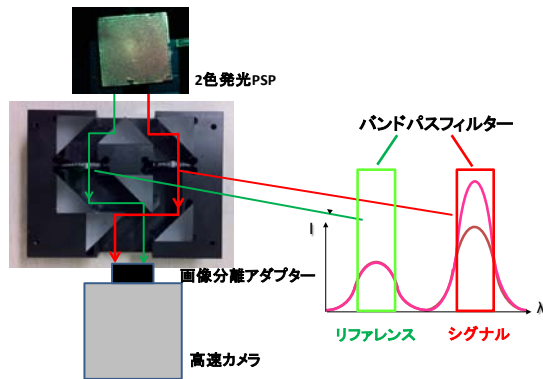 2色発光PSP
バンドパスフィルター
I
画像分離アダプター
λ
リファレンス
シグナル
高速カメラ